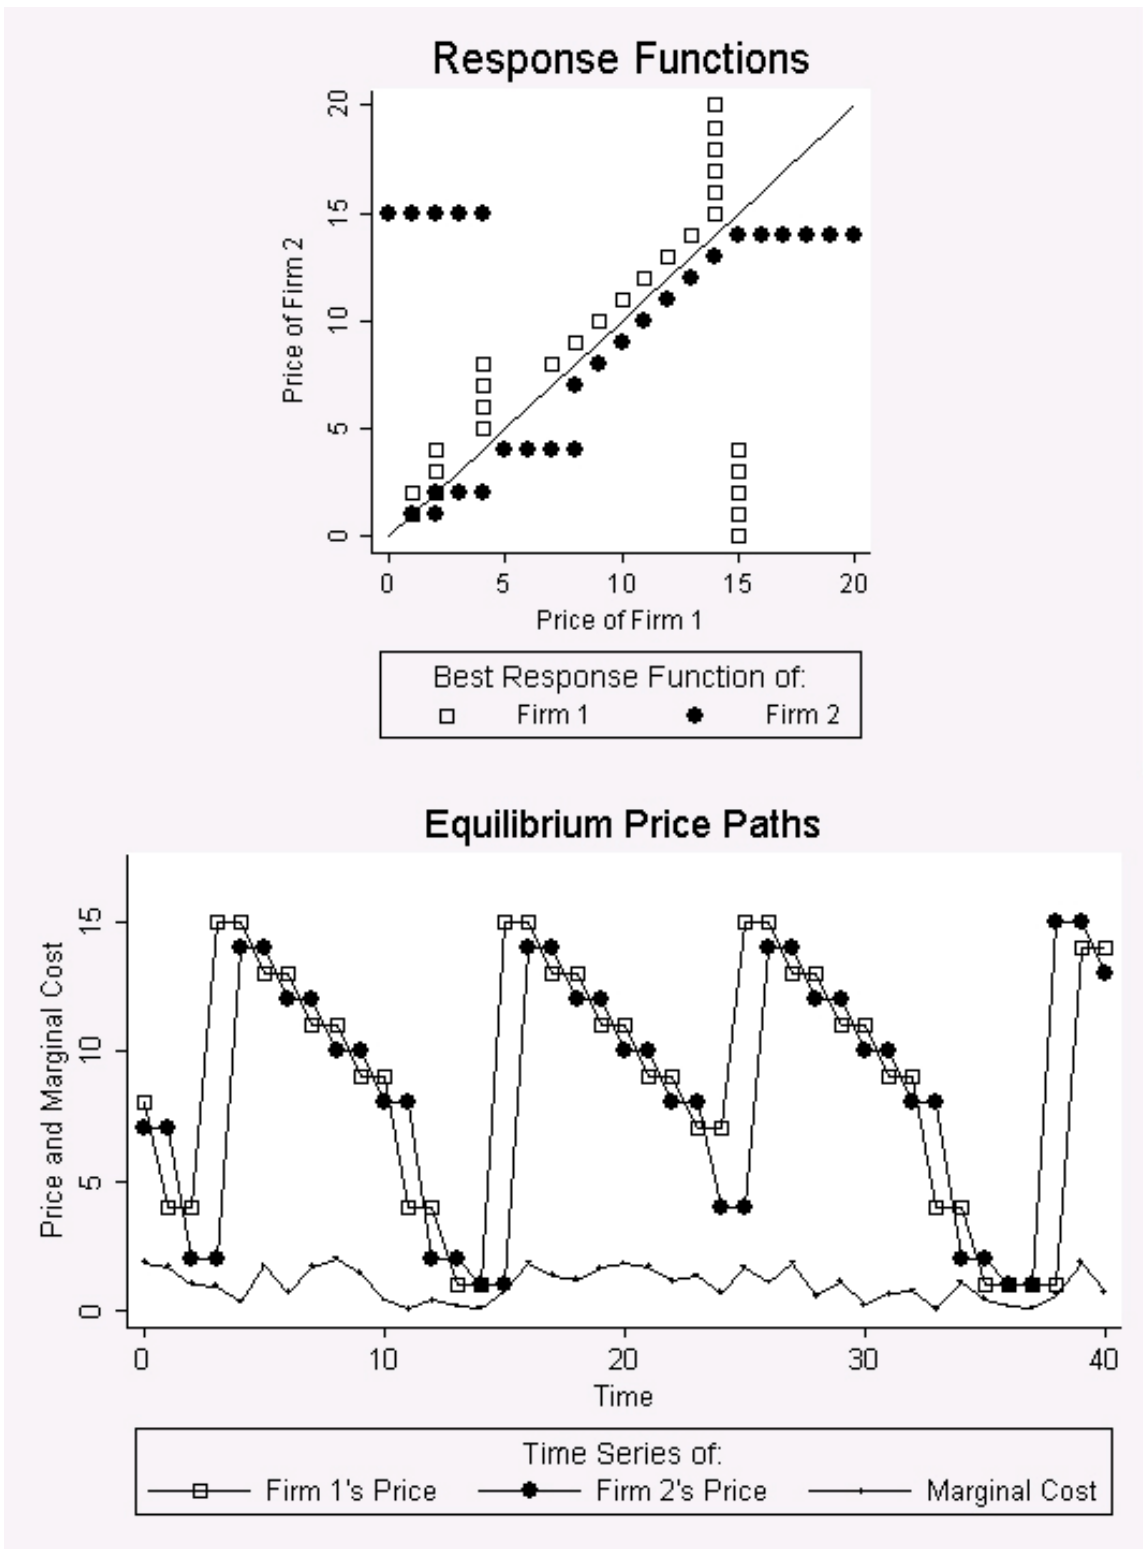 Response Functions
20
15
10
5
0
Price of Firm 2
0 5 10 15 20
Price of Firm 1
Best Response Function of:
Firm 1 Firm 2
Equilibrium Price Paths
15
10
5
0
Price and Marginal Cost
0 10 20 30 40
Time
Time Series of:
Firm 1's Price Firm 2's Price Marginal Cost